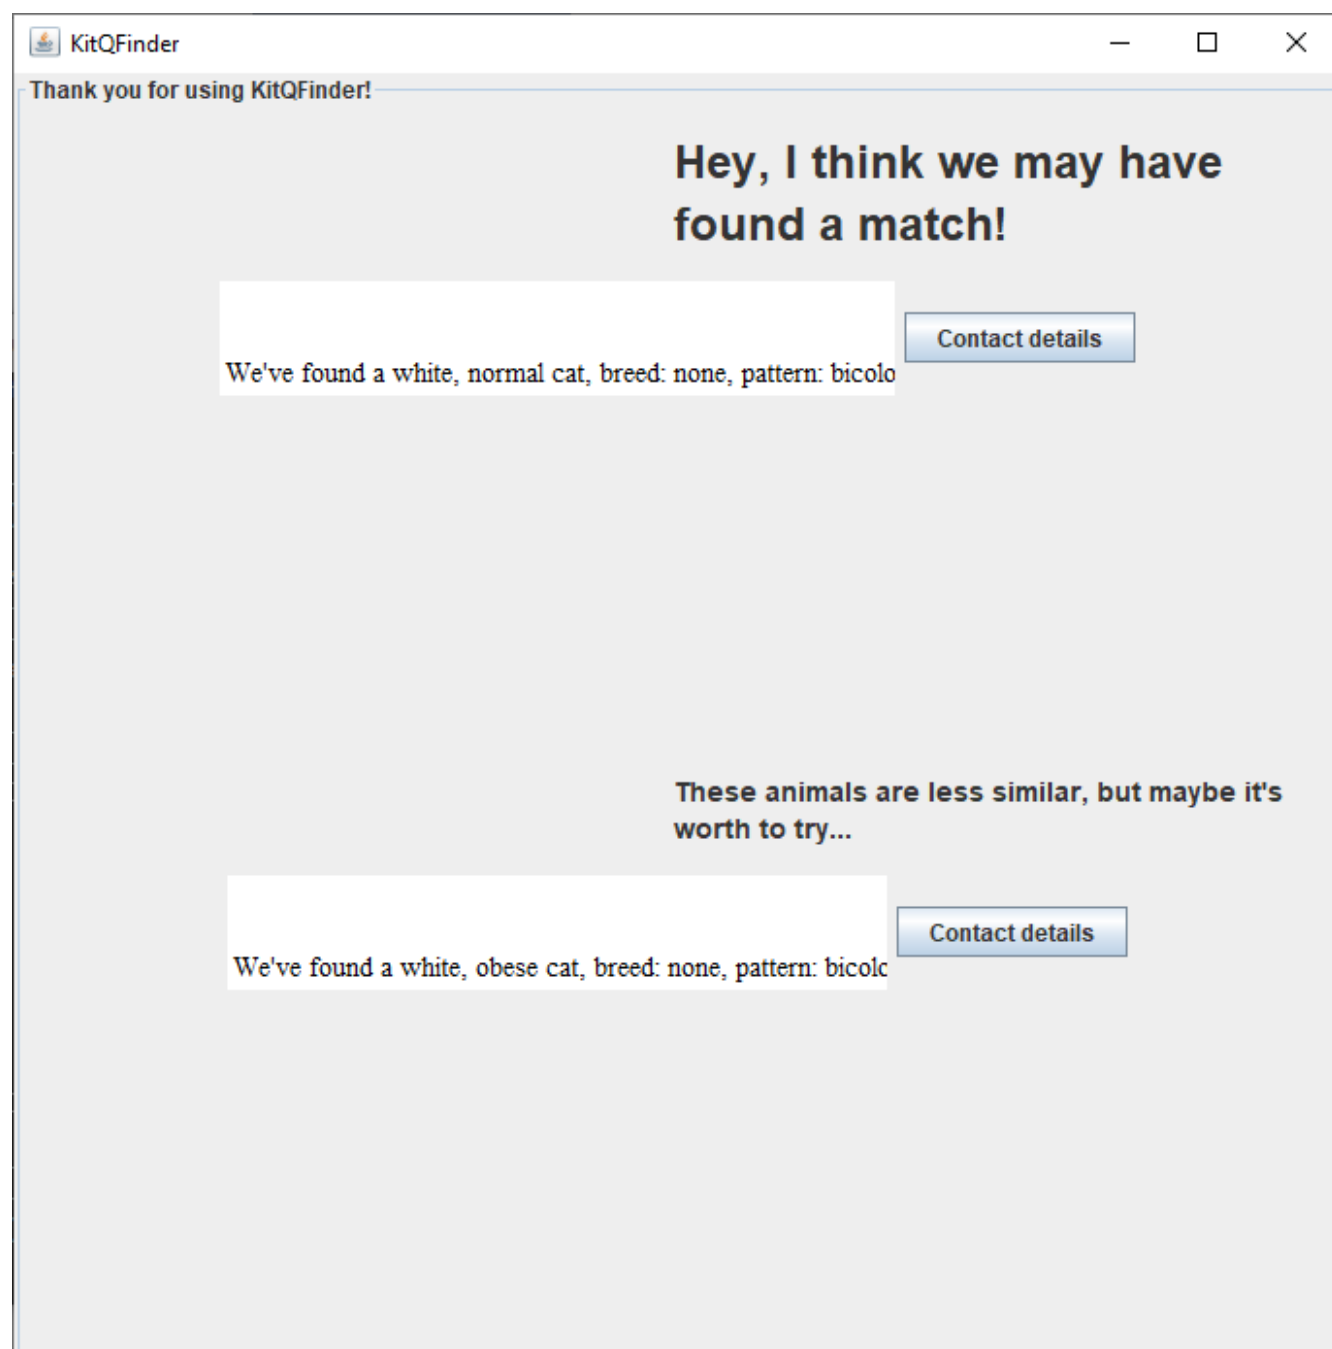 KitQFinder
Thank you for using KitQFinder!
Hey, I think we may have
found a match!
Contact details
We've found a white, normal cat, breed: none, pattern: bicolo
These animals are less similar, but maybe it's
worth to try...
Contact details
We've found a white, obese cat, breed: none, pattern: bicolo